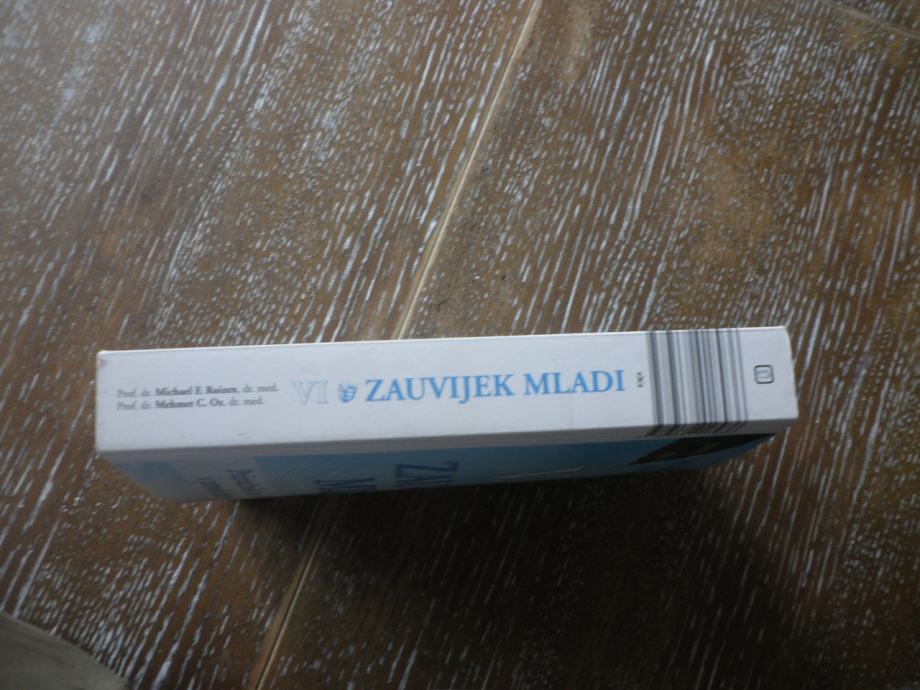 Prof. dr. Michael F. Roizen, dr. med.
Prof. dr. Mehmet C. Oz, dr. med.
VI ZAUVIJEK MLADI